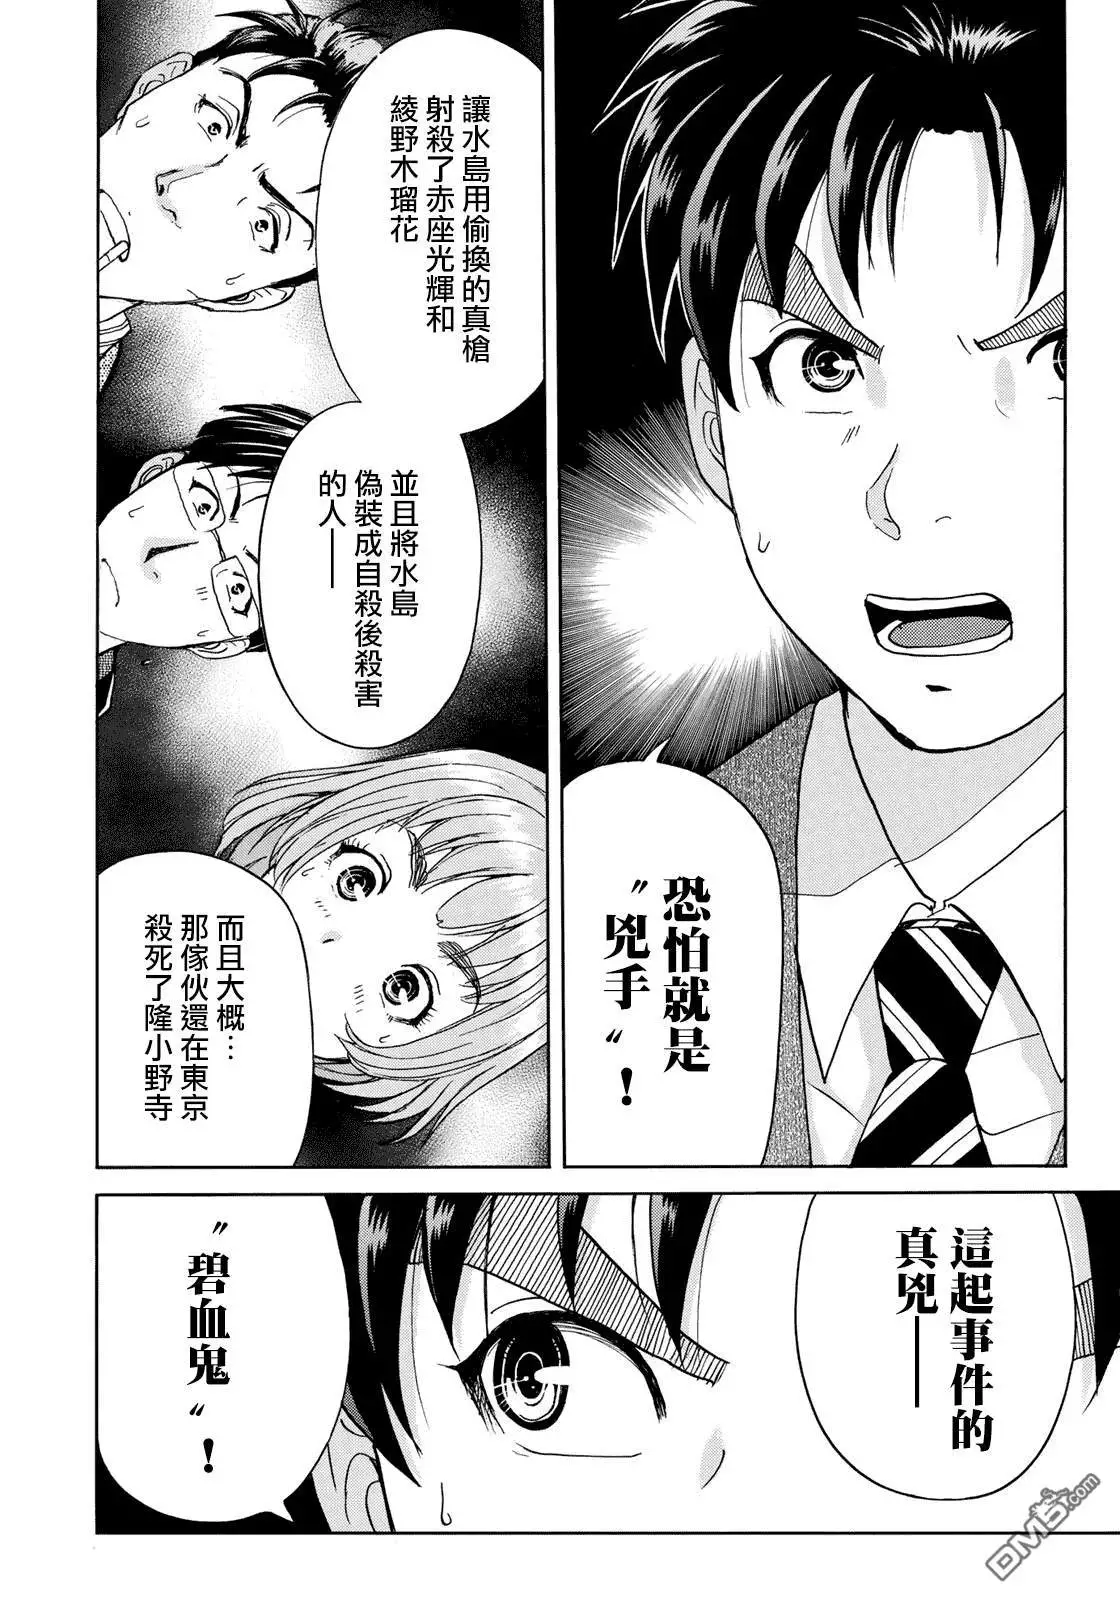 恐怕就是
〝兇手〟！
讓水島用偷換的真槍
射殺了赤座光輝和
綾野木瑠花
並且將水島
偽裝成自殺後殺害
的人——
而且大概…
那傢伙還在東京
殺死了隆小野寺
這起事件的
真兇——
〝碧血鬼〟！
DM5.com